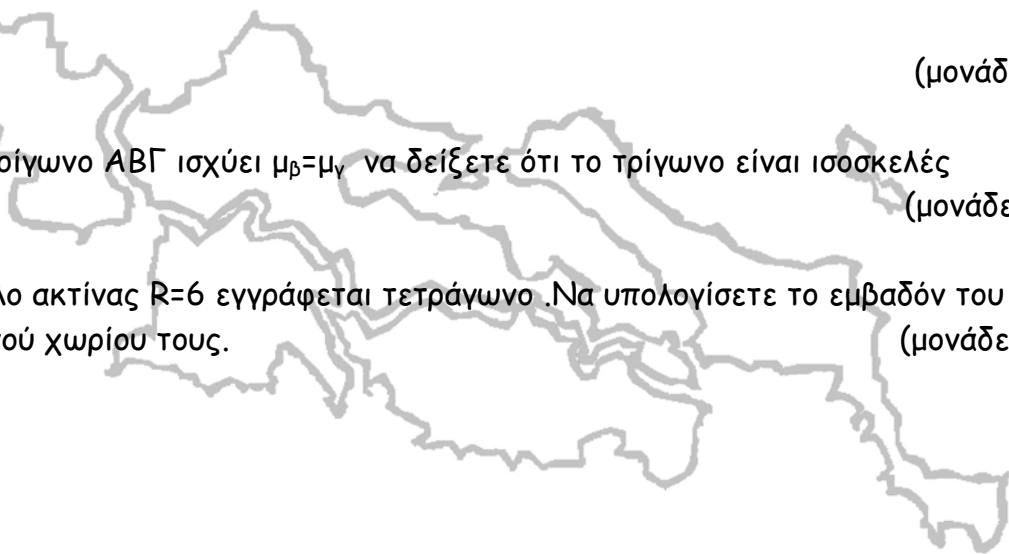 (μονάδ
ρίγωνο ΑΒΓ ισχύει μβ=μγ να δείξετε ότι το τρίγωνο είναι ισοσκελές
(μονάδε
λο ακτίνας R=6 εγγράφεται τετράγωνο .Να υπολογίσετε το εμβαδόν του
ού χωρίου τους. (μονάδε